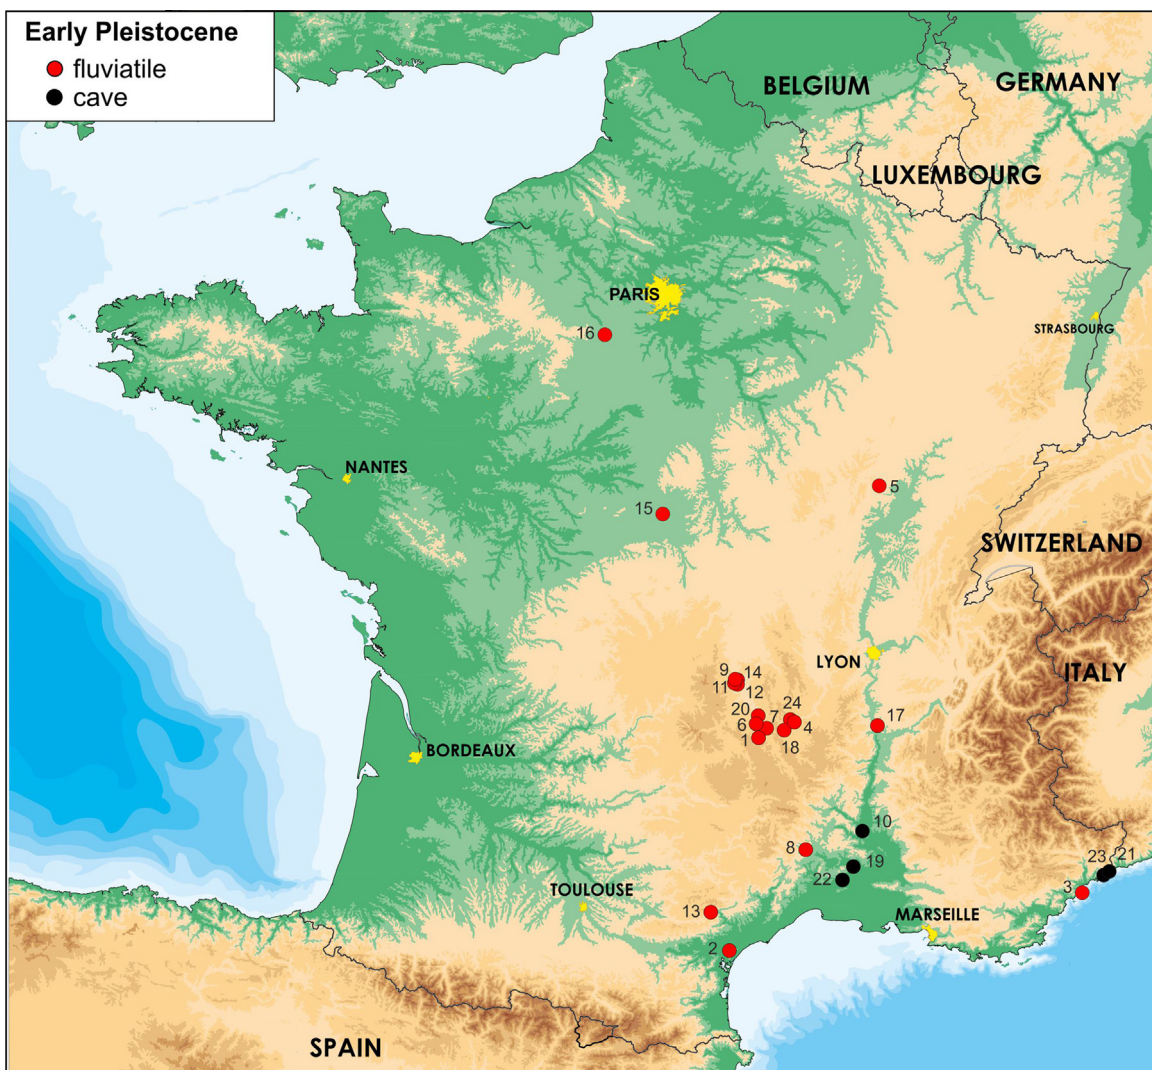 Early Pleistocene
fluviatile
cave
BELGIUM
GERMANY
LUXEMBOURG
PARIS
STRASBOURG
16
NANTES
5
15
SWITZERLAND
LYON
ITALY
9 14
11 12
20 24
6 7 4
1 18
17
BORDEAUX
10
8
19
23 21
22
TOULOUSE
3
13
MARSEILLE
2
SPAIN